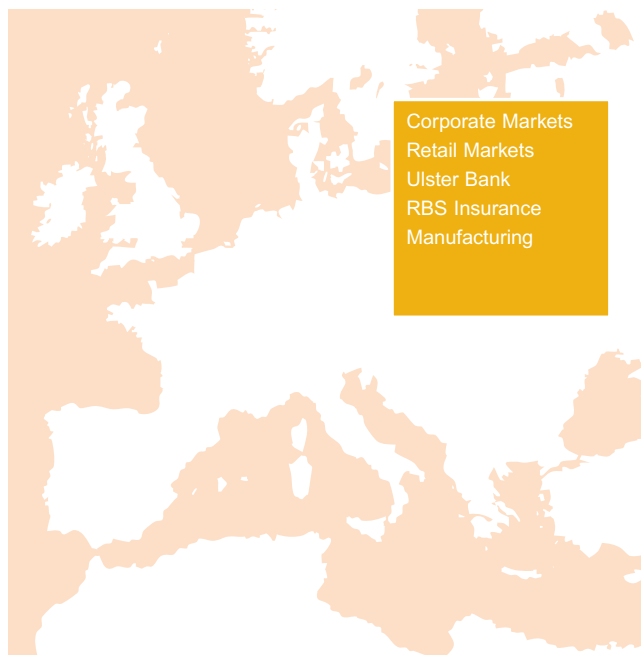 Corporate Markets
Retail Markets
Ulster Bank
RBS Insurance
Manufacturing